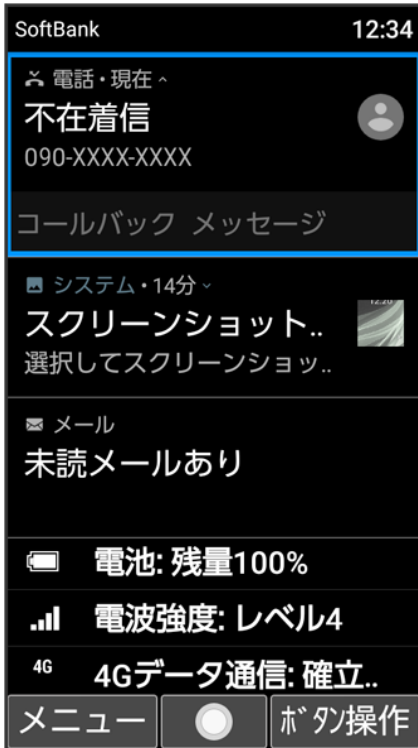 SoftBank 12:34
電話・現在
不在着信
090-XXXX-XXXX
コールバック メッセージ
システム・14分
スクリーンショット..
12:20
選択してスクリーンショッ..
メール
未読メールあり
電池: 残量100%
電波強度: レベル4
4G 4Gデータ通信: 確立..
メニュー ボタン操作